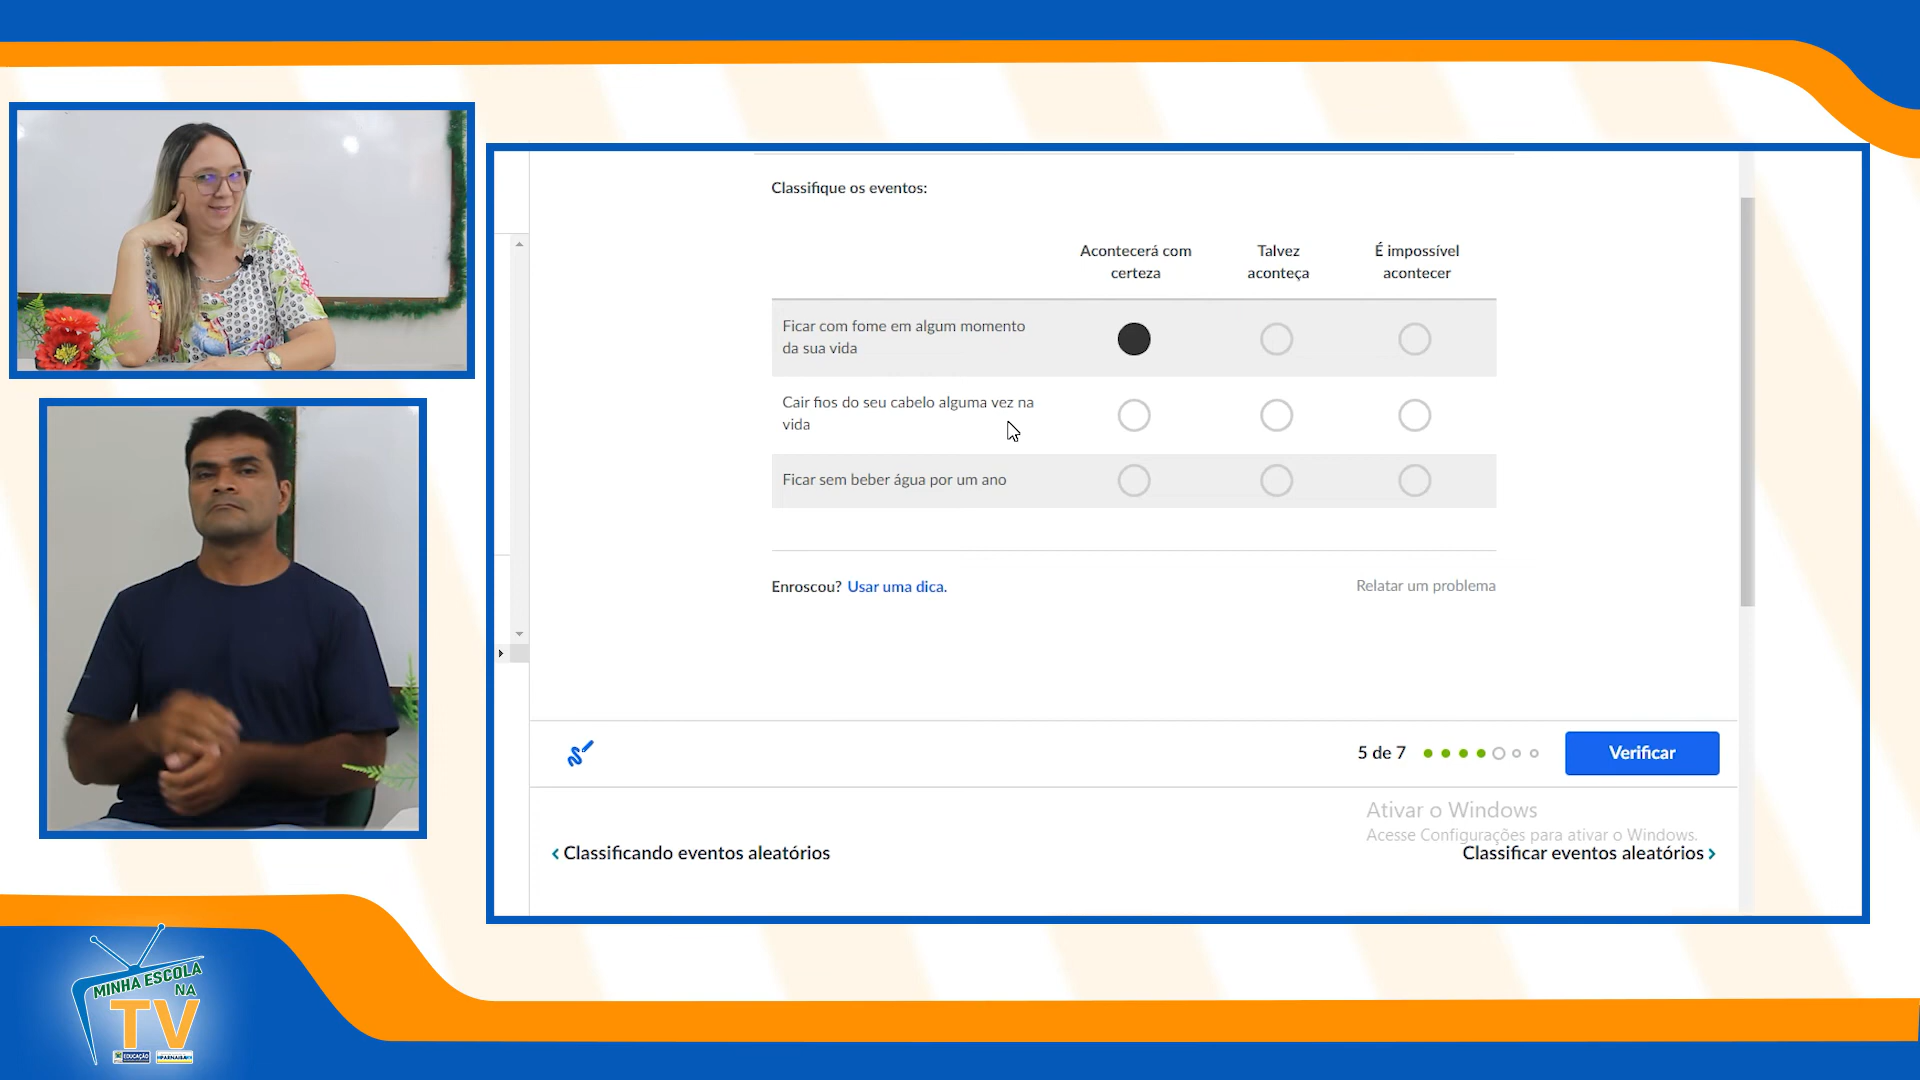 Classifique os eventos:
Acontecerá com certeza
Talvez aconteça
É impossível acontecer
Ficar com fome em algum momento
da sua vida
Cair fios do seu cabelo alguma vez na
vida
Ficar sem beber água por um ano
Enroscou? Usar uma dica.
Relatar um problema
5 de 7
Verificar
Ativar o Windows
Acesse Configurações para ativar o Windows.
Classificando eventos aleatórios
Classificar eventos aleatórios
MINHA ESCOLA
NA
TV
EDUCAÇÃO
PARNAÍBA